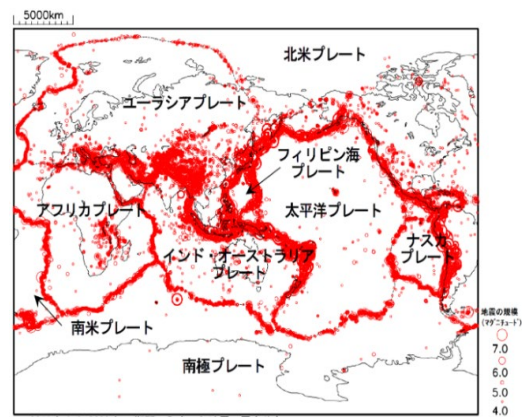 5000km
北米プレート
ユーラシアプレート
フィリピン海
プレート
アフリカプレート
太平洋プレート
ナスカ
プレート
インド・オーストラリア
プレート
南米プレート
南極プレート
地震の規模
(マグニチュード)
7.0
6.0
5.0
4.0